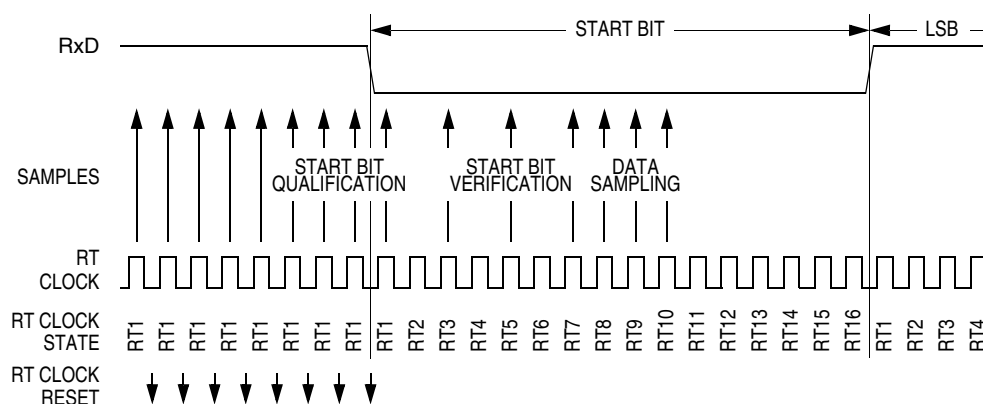 START BIT LSB
RxD
SAMPLES
START BIT
QUALIFICATION
START BIT
VERIFICATION
DATA
SAMPLING
RT
CLOCK
RT CLOCK
STATE
RT1 RT1 RT1 RT1 RT1 RT1 RT1 RT1 RT1 RT2 RT3 RT4 RT5 RT6 RT7 RT8 RT9 RT10 RT11 RT12 RT13 RT14 RT15 RT16 RT1 RT2 RT3 RT4
RT CLOCK
RESET